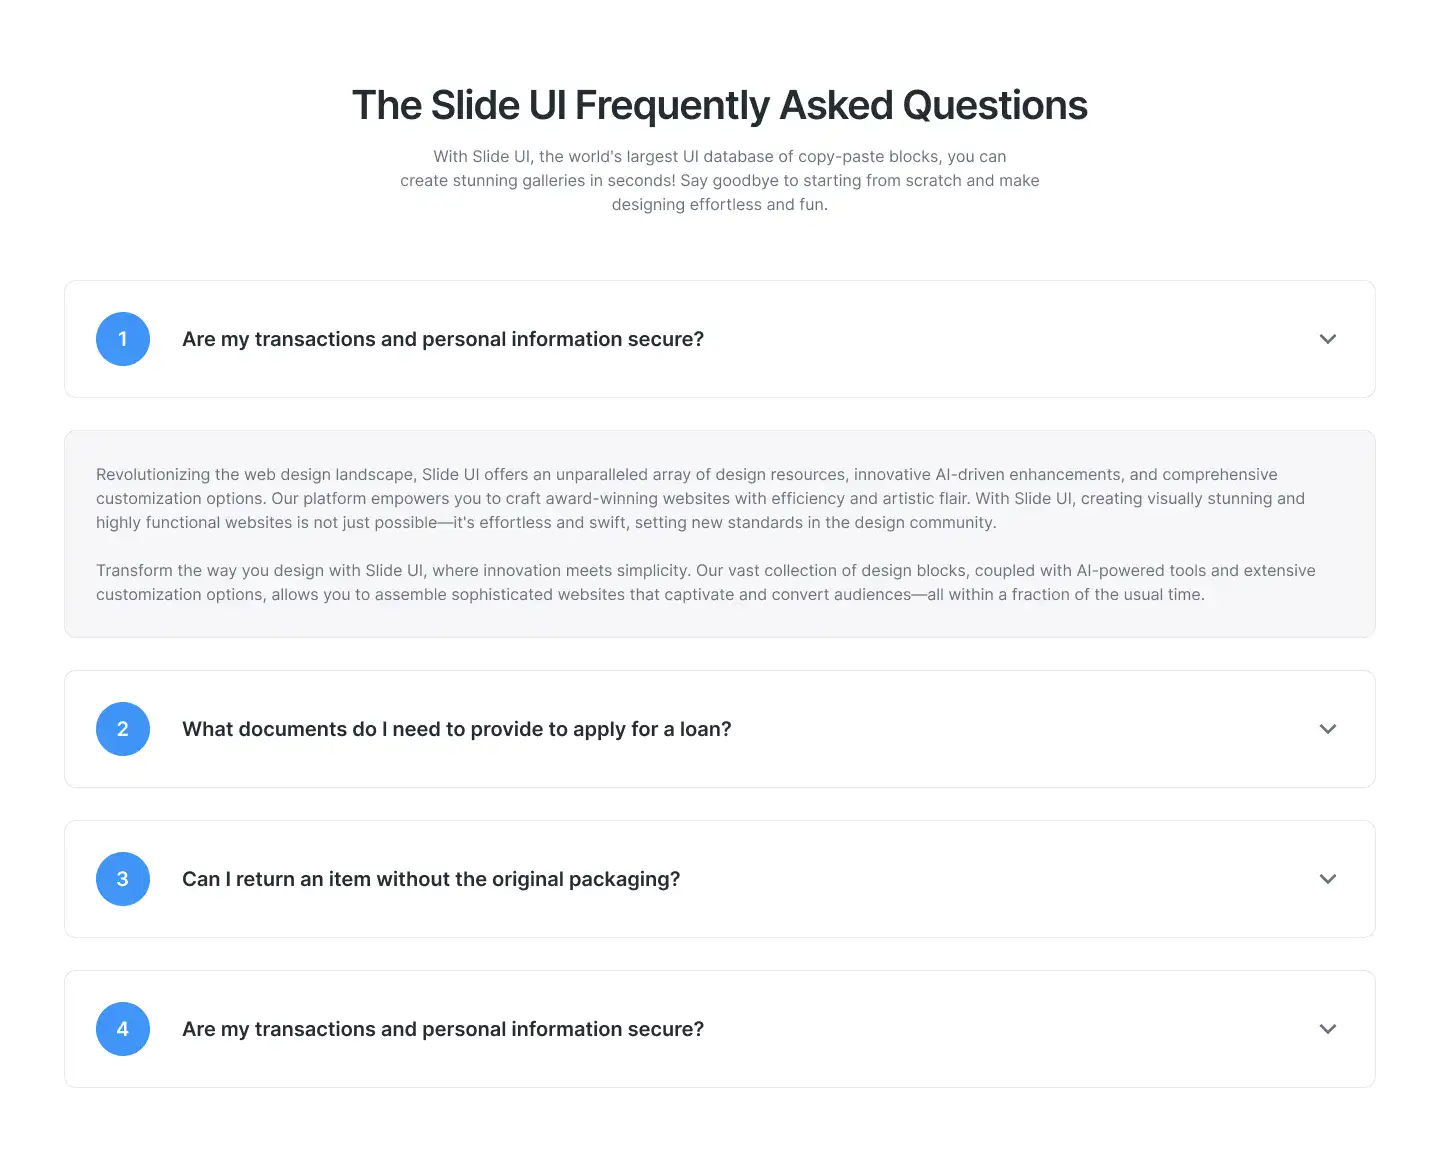 The Slide UI Frequently Asked Questions
With Slide UI, the world's largest UI database of copy-paste blocks, you can
create stunning galleries in seconds! Say goodbye to starting from scratch and make
designing effortless and fun.
1
Are my transactions and personal information secure?
Revolutionizing the web design landscape, Slide UI offers an unparalleled array of design resources, innovative AI-driven enhancements, and comprehensive
customization options. Our platform empowers you to craft award-winning websites with efficiency and artistic flair. With Slide UI, creating visually stunning and
highly functional websites is not just possible—it's effortless and swift, setting new standards in the design community.
Transform the way you design with Slide UI, where innovation meets simplicity. Our vast collection of design blocks, coupled with AI-powered tools and extensive
customization options, allows you to assemble sophisticated websites that captivate and convert audiences—all within a fraction of the usual time.
2
What documents do I need to provide to apply for a loan?
3
Can I return an item without the original packaging?
4
Are my transactions and personal information secure?